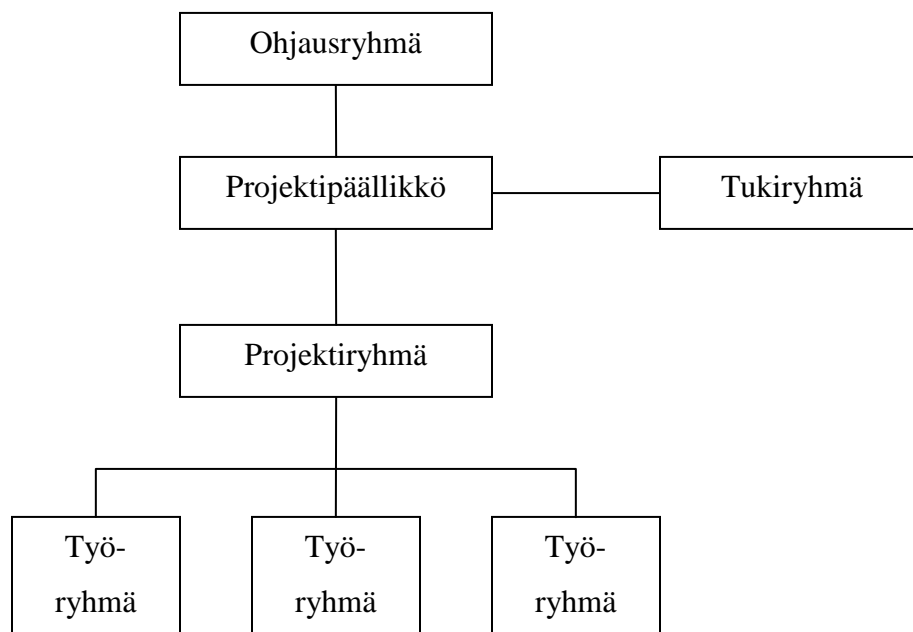 Ohjausryhmä
Projektipäällikkö
Tukiryhmä
Projektiryhmä
Työ-
ryhmä
Työ-
ryhmä
Työ-
ryhmä